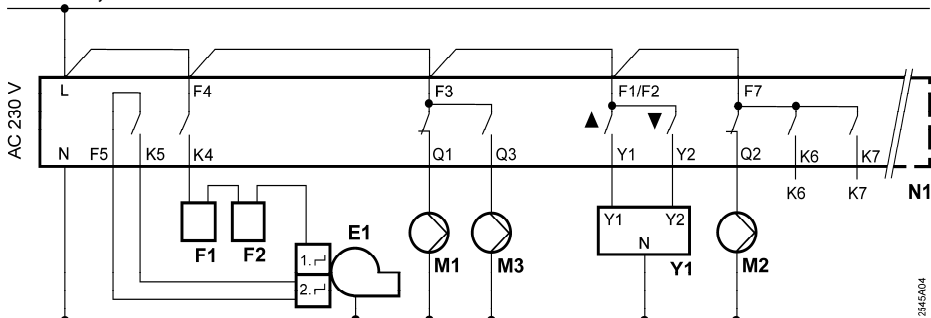 AC 230 V
L F4 F3 F1/F2 F7
▲ ▼
N F5 K5 K4 Q1 Q3 Y1 Y2 Q2 K6 K7
K6 K7 N1
Y1 Y2
N
F1 F2 E1 M1 M3 Y1 M2
1.
2.
2545A04